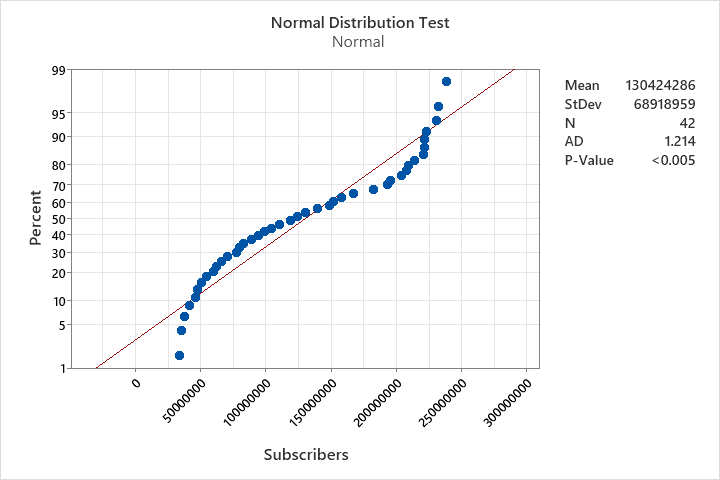 Normal Distribution Test
Normal
Mean 130424286
StDev 68918959
N 42
AD 1.214
P-Value <0.005
Percent
99
95
90
80
70
60
50
40
30
20
10
5
1
0
50000000
100000000
150000000
200000000
250000000
300000000
Subscribers